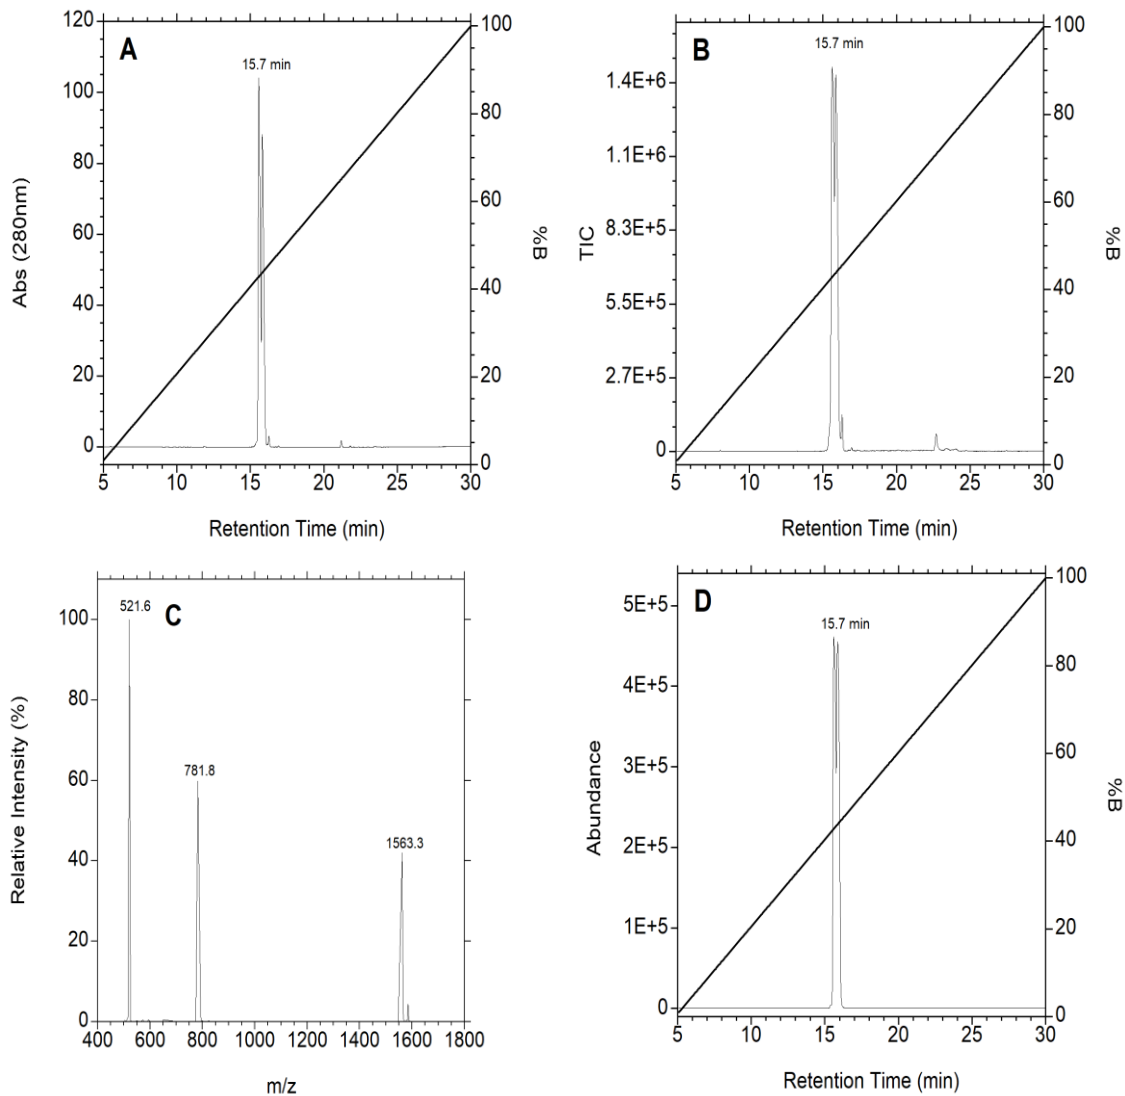 A
15.7 min
120
100
80
60
40
20
0
Abs (280nm)
100
80
60
40
20
0
%B
5
10
15
20
25
30
Retention Time (min)
B
15.7 min
1.4E+6
1.1E+6
8.3E+5
5.5E+5
2.7E+5
0
TIC
100
80
60
40
20
0
%B
5
10
15
20
25
30
Retention Time (min)
C
521.6
781.8
1563.3
100
80
60
40
20
0
Relative Intensity (%)
400
600
800
1000
1200
1400
1600
1800
m/z
D
15.7 min
5E+5
4E+5
3E+5
2E+5
1E+5
0
Abundance
100
80
60
40
20
0
%B
5
10
15
20
25
30
Retention Time (min)